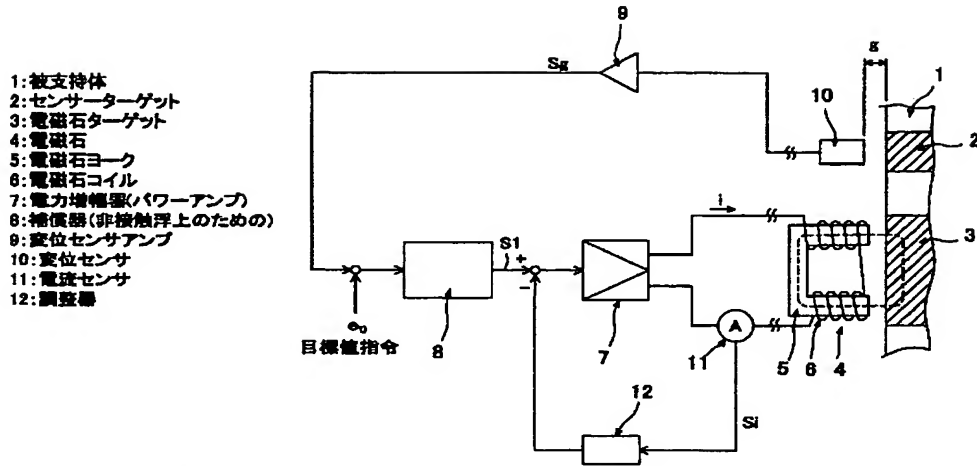 1:被支持体
2:センサーターゲット
3:電磁石ターゲット
4:電磁石
5:電磁石ヨーク
6:電磁石コイル
7:電力増幅器(パワーアンプ)
8:補償器(非接触浮上のための)
9:変位センサアンプ
10:変位センサ
11:電流センサ
12:調整器
9
Sg
g
1
10
2
i
3
S1
+
-
A
8
7
11
5
6
4
e₀
目標値指令
12
Si